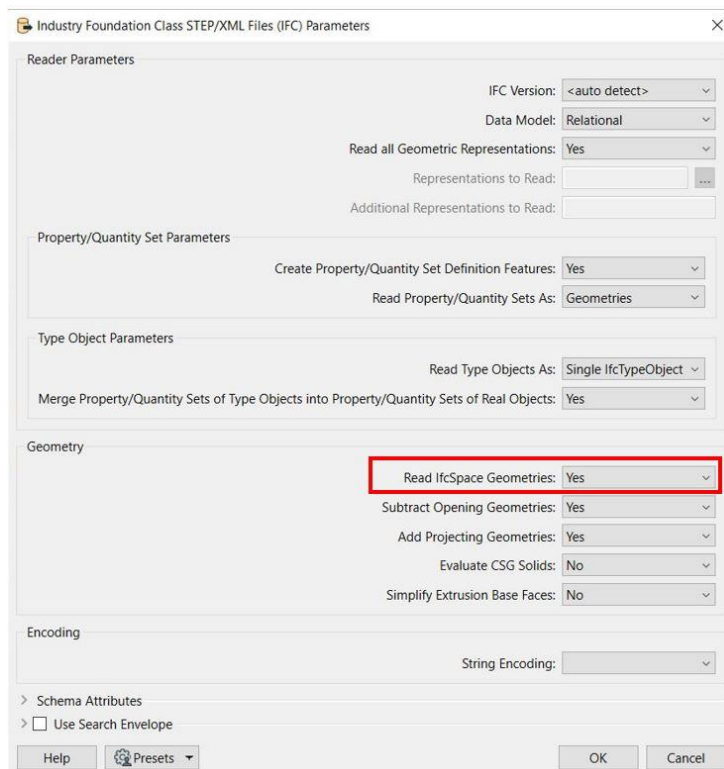 Industry Foundation Class STEP/XML Files (IFC) Parameters
Reader Parameters
IFC Version: <auto detect>
Data Model: Relational
Read all Geometric Representations: Yes
Representations to Read: ...
Additional Representations to Read:
Property/Quantity Set Parameters
Create Property/Quantity Set Definition Features: Yes
Read Property/Quantity Sets As: Geometries
Type Object Parameters
Read Type Objects As: Single IfcTypeObject
Merge Property/Quantity Sets of Type Objects into Property/Quantity Sets of Real Objects: Yes
Geometry
Read IfcSpace Geometries: Yes
Subtract Opening Geometries: Yes
Add Projecting Geometries: Yes
Evaluate CSG Solids: No
Simplify Extrusion Base Faces: No
Encoding
String Encoding:
Schema Attributes
Use Search Envelope
Help Presets OK Cancel